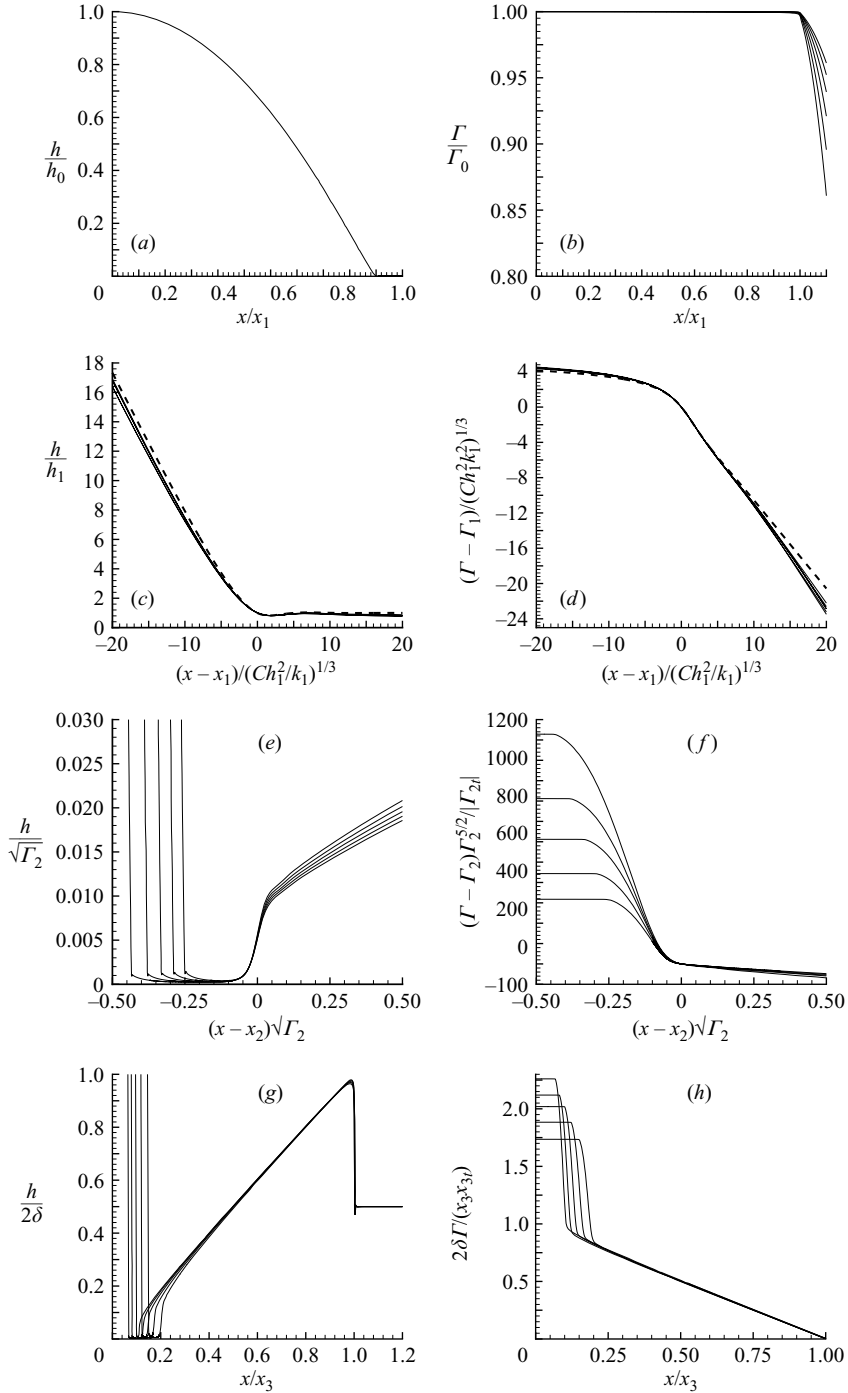 1.0
0.8
0.6
0.4
0.2
h
h0
(a)
0 0.2 0.4 0.6 0.8 1.0
x/x1
1.00
0.95
0.90
0.85
0.80
Γ
Γ0
(b)
0 0.2 0.4 0.6 0.8 1.0
x/x1
18
16
14
12
10
8
6
4
2
0
h
h1
(c)
–20 –10 0 10 20
(x – x1)/(Ch1^2/k1)^1/3
4
0
–4
–8
–12
–16
–20
–24
(Γ – Γ1)/(Ch1^2k1^2)^1/3
(d)
–20 –10 0 10 20
(x – x1)/(Ch1^2/k1)^1/3
0.030
0.025
0.020
0.015
0.010
0.005
0
h
√Γ2
(e)
–0.50 –0.25 0 0.25 0.50
(x – x2)√Γ2
1200
1000
800
600
400
200
0
–100
(Γ – Γ2)Γ2^5/2/|Γ2t|
(f)
–0.50 –0.25 0 0.25 0.50
(x – x2)√Γ2
1.0
0.8
0.6
0.4
0.2
h
2δ
(g)
0 0.2 0.4 0.6 0.8 1.0 1.2
x/x3
2.0
1.5
1.0
0.5
2δΓ/(x3x3t)
(h)
0 0.25 0.50 0.75 1.00
x/x3